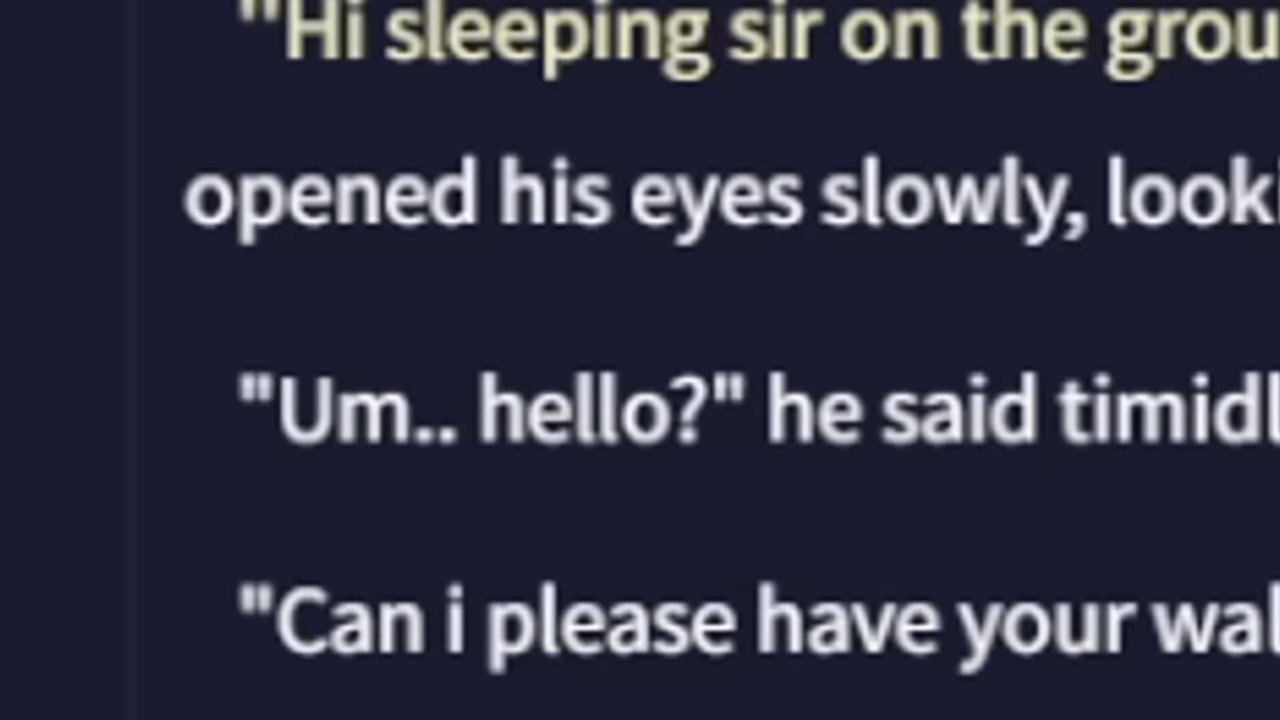 "Hi sleeping sir on the grou
opened his eyes slowly, looki
"Um.. hello?" he said timidl
"Can i please have your wal